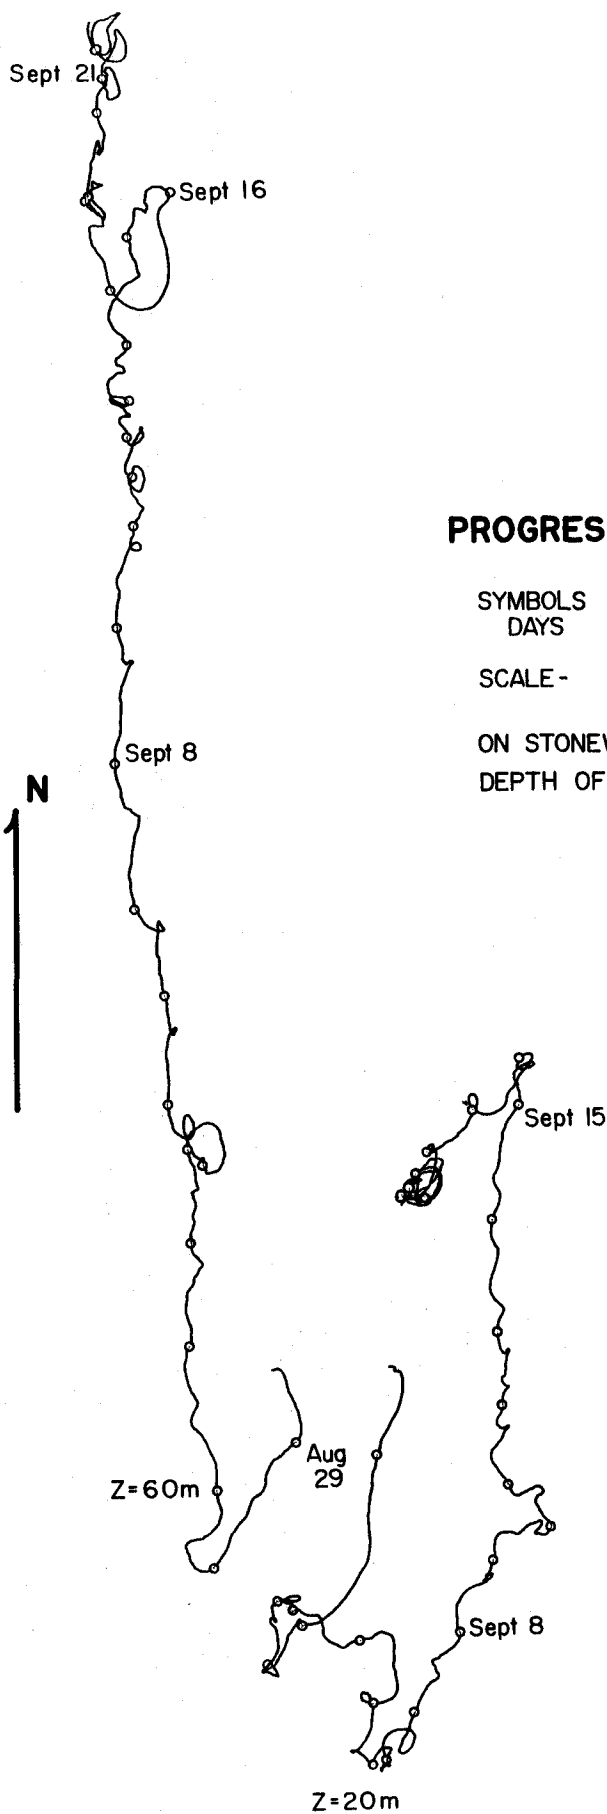 Sept 21
Sept 16
PROGRES
SYMBOLS
DAYS
SCALE-
ON STONEW
DEPTH OF
Sept 8
N
Sept 15
Aug
29
Z=60m
Sept 8
Z=20m